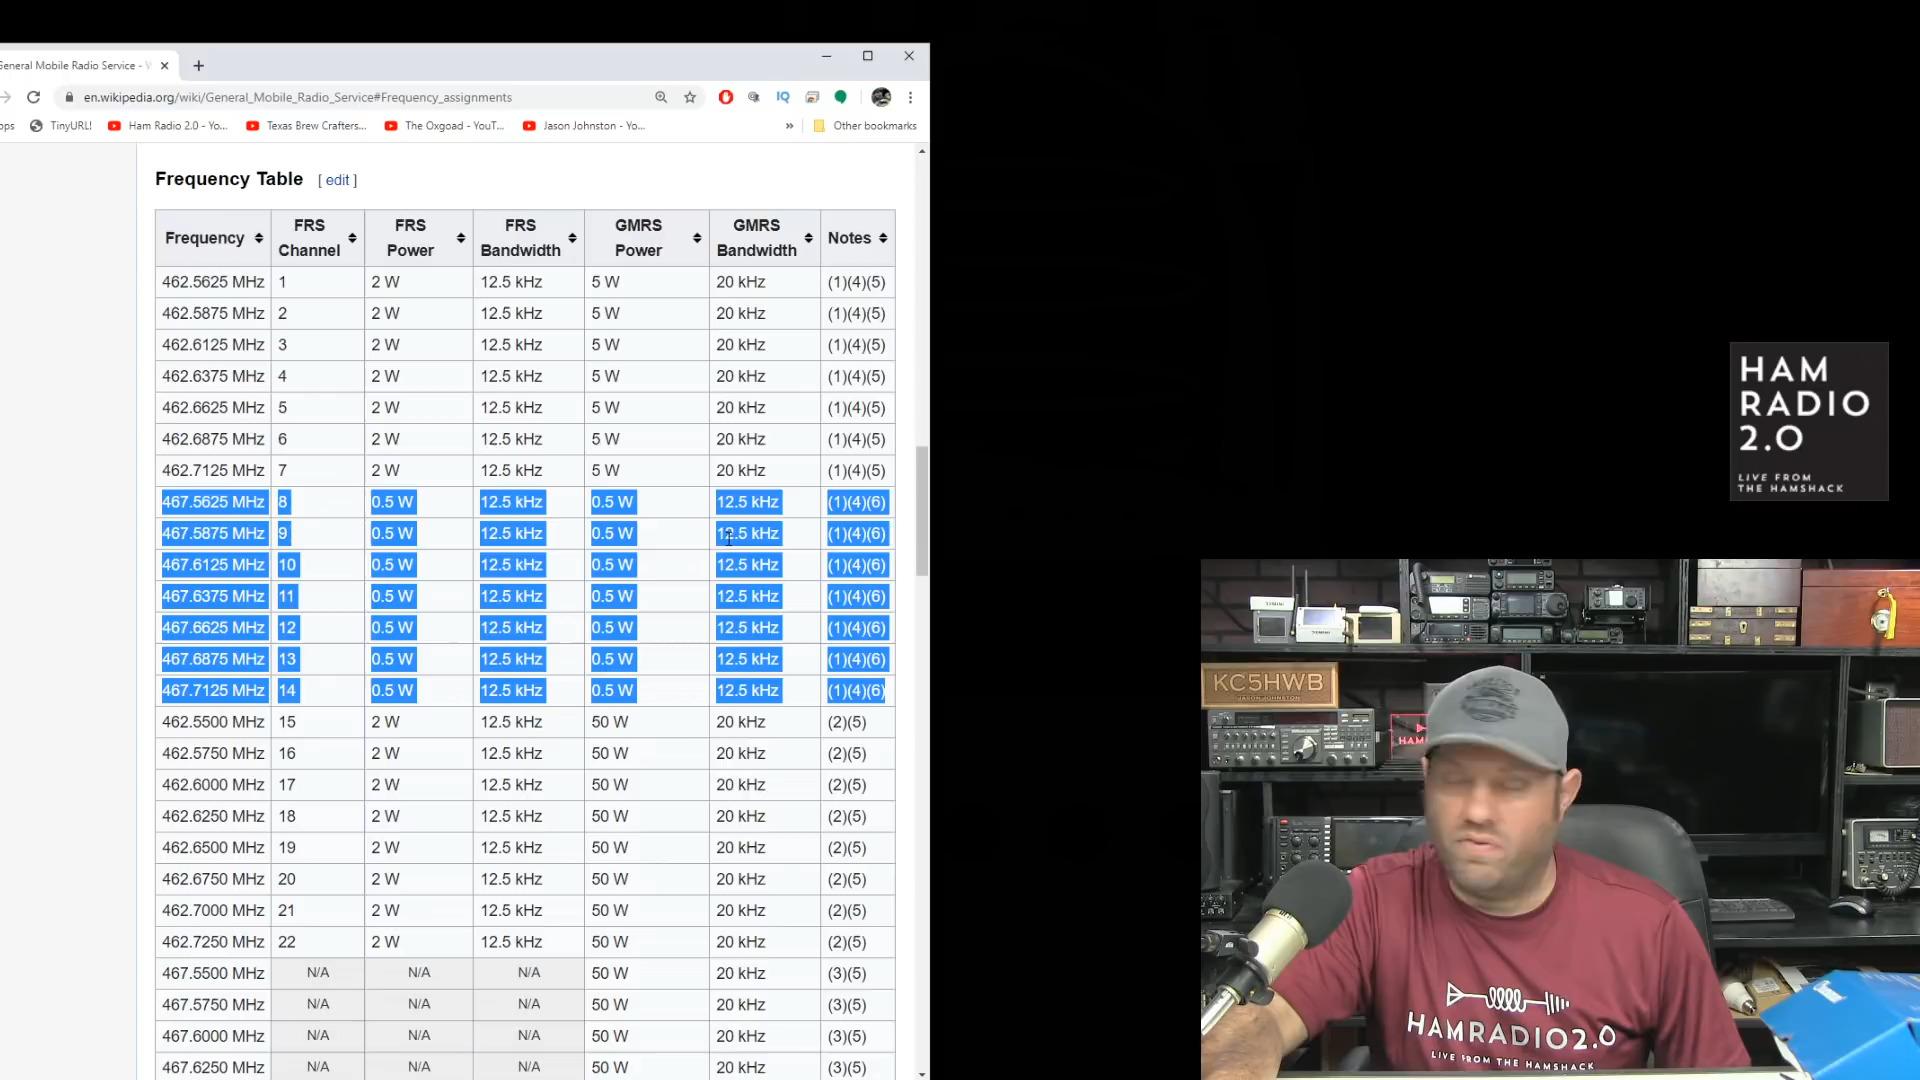 General Mobile Radio Service -
en.wikipedia.org/wiki/General_Mobile_Radio_Service#Frequency_assignments
IQ
TinyURL!
Ham Radio 2.0 - Yo...
Texas Brew Crafters...
The Oxgoad - YouT...
Jason Johnston - Yo...
»
Other bookmarks
Frequency Table [ edit ]
Frequency FRS Channel FRS Power FRS Bandwidth GMRS Power GMRS Bandwidth Notes
462.5625 MHz 1 2 W 12.5 kHz 5 W 20 kHz (1)(4)(5)
462.5875 MHz 2 2 W 12.5 kHz 5 W 20 kHz (1)(4)(5)
462.6125 MHz 3 2 W 12.5 kHz 5 W 20 kHz (1)(4)(5)
462.6375 MHz 4 2 W 12.5 kHz 5 W 20 kHz (1)(4)(5)
462.6625 MHz 5 2 W 12.5 kHz 5 W 20 kHz (1)(4)(5)
462.6875 MHz 6 2 W 12.5 kHz 5 W 20 kHz (1)(4)(5)
462.7125 MHz 7 2 W 12.5 kHz 5 W 20 kHz (1)(4)(5)
467.5625 MHz 8 0.5 W 12.5 kHz 0.5 W 12.5 kHz (1)(4)(6)
467.5875 MHz 9 0.5 W 12.5 kHz 0.5 W 12.5 kHz (1)(4)(6)
467.6125 MHz 10 0.5 W 12.5 kHz 0.5 W 12.5 kHz (1)(4)(6)
467.6375 MHz 11 0.5 W 12.5 kHz 0.5 W 12.5 kHz (1)(4)(6)
467.6625 MHz 12 0.5 W 12.5 kHz 0.5 W 12.5 kHz (1)(4)(6)
467.6875 MHz 13 0.5 W 12.5 kHz 0.5 W 12.5 kHz (1)(4)(6)
467.7125 MHz 14 0.5 W 12.5 kHz 0.5 W 12.5 kHz (1)(4)(6)
462.5500 MHz 15 2 W 12.5 kHz 50 W 20 kHz (2)(5)
462.5750 MHz 16 2 W 12.5 kHz 50 W 20 kHz (2)(5)
462.6000 MHz 17 2 W 12.5 kHz 50 W 20 kHz (2)(5)
462.6250 MHz 18 2 W 12.5 kHz 50 W 20 kHz (2)(5)
462.6500 MHz 19 2 W 12.5 kHz 50 W 20 kHz (2)(5)
462.6750 MHz 20 2 W 12.5 kHz 50 W 20 kHz (2)(5)
462.7000 MHz 21 2 W 12.5 kHz 50 W 20 kHz (2)(5)
462.7250 MHz 22 2 W 12.5 kHz 50 W 20 kHz (2)(5)
467.5500 MHz N/A N/A N/A 50 W 20 kHz (3)(5)
467.5750 MHz N/A N/A N/A 50 W 20 kHz (3)(5)
467.6000 MHz N/A N/A N/A 50 W 20 kHz (3)(5)
467.6250 MHz N/A N/A N/A 50 W 20 kHz (3)(5)
HAM
RADIO
2.0
LIVE FROM
THE HAMSHACK
KC5HWB
JASON JOHNSTON
HAM
HAMRADIO2.0
LIVE FROM THE HAMSHACK